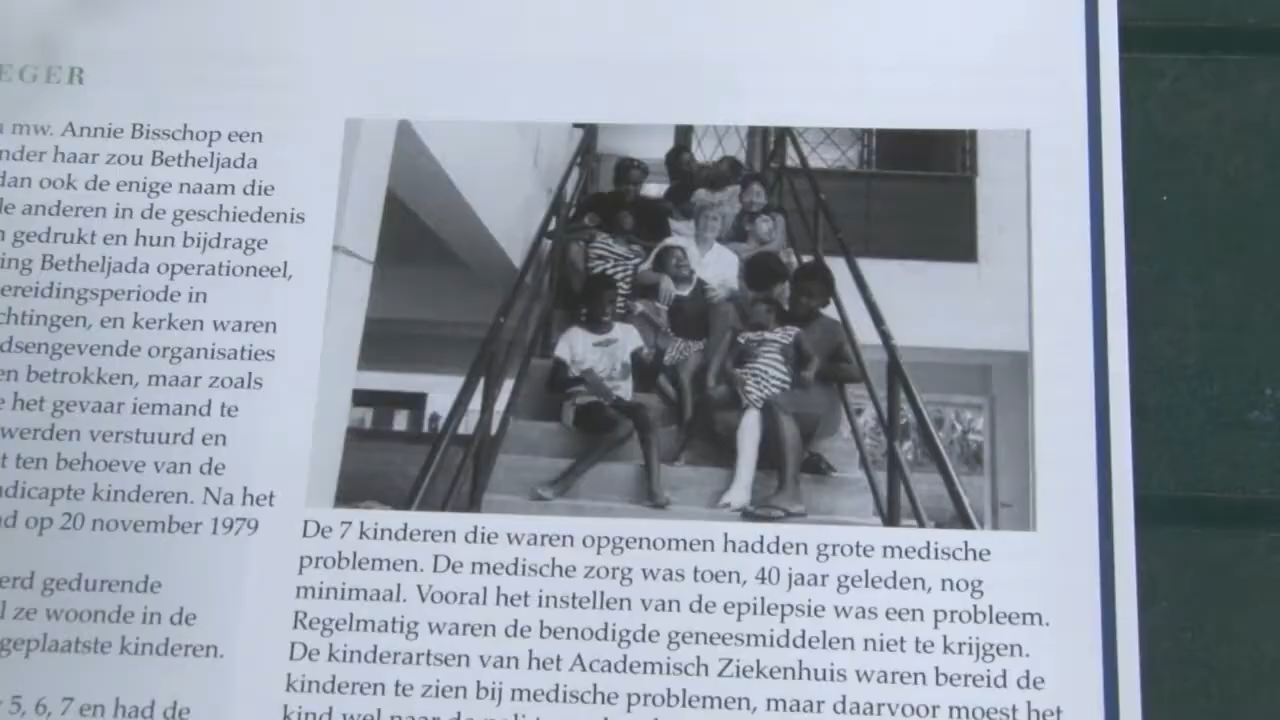 EGER
mw. Annie Bisschop een
nder haar zou Betheljada
dan ook de enige naam die
le anderen in de geschiedenis
n gedrukt en hun bijdrage
ing Betheljada operationeel,
ereidingsperiode in
chtingen, en kerken waren
dsengevende organisaties
en betrokken, maar zoals
e het gevaar iemand te
werden verstuurd en
t ten behoeve van de
ndicapte kinderen. Na het
nd op 20 november 1979
erd gedurende
l ze woonde in de
geplaatste kinderen.
5, 6, 7 en had de
De 7 kinderen die waren opgenomen hadden grote medische
problemen. De medische zorg was toen, 40 jaar geleden, nog
minimaal. Vooral het instellen van de epilepsie was een probleem.
Regelmatig waren de benodigde geneesmiddelen niet te krijgen.
De kinderartsen van het Academisch Ziekenhuis waren bereid de
kinderen te zien bij medische problemen, maar daarvoor moest het
kind wel naar de